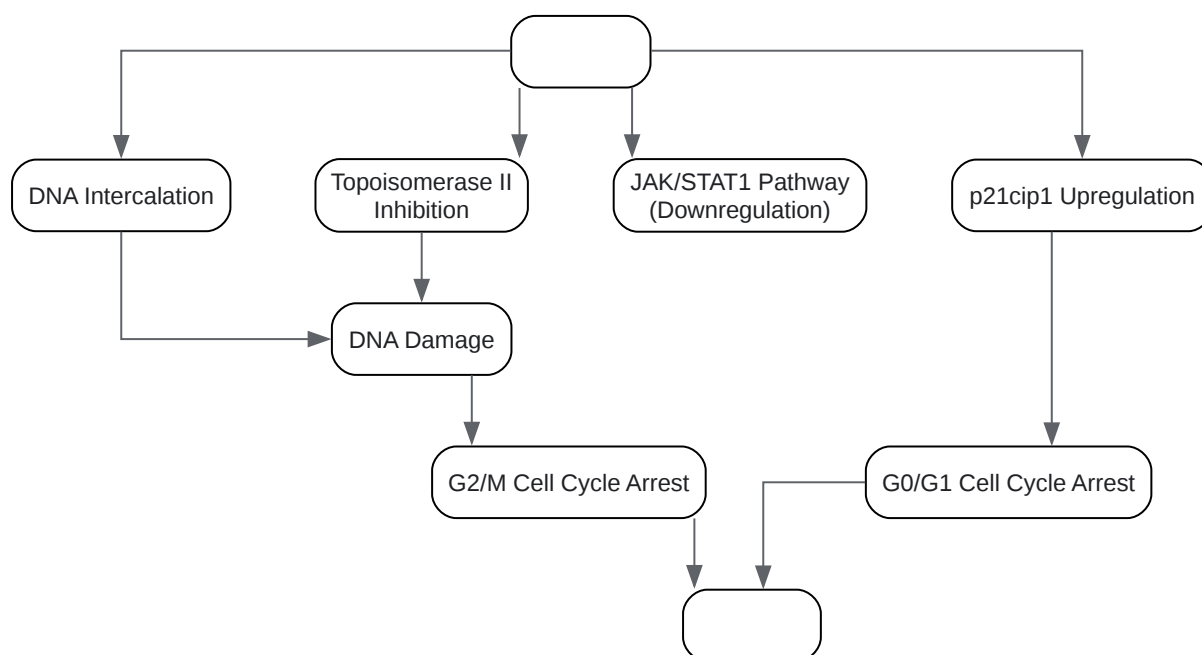 DNA Intercalation
Topoisomerase II
Inhibition
JAK/STAT1 Pathway
(Downregulation)
p21cip1 Upregulation
DNA Damage
G2/M Cell Cycle Arrest
G0/G1 Cell Cycle Arrest